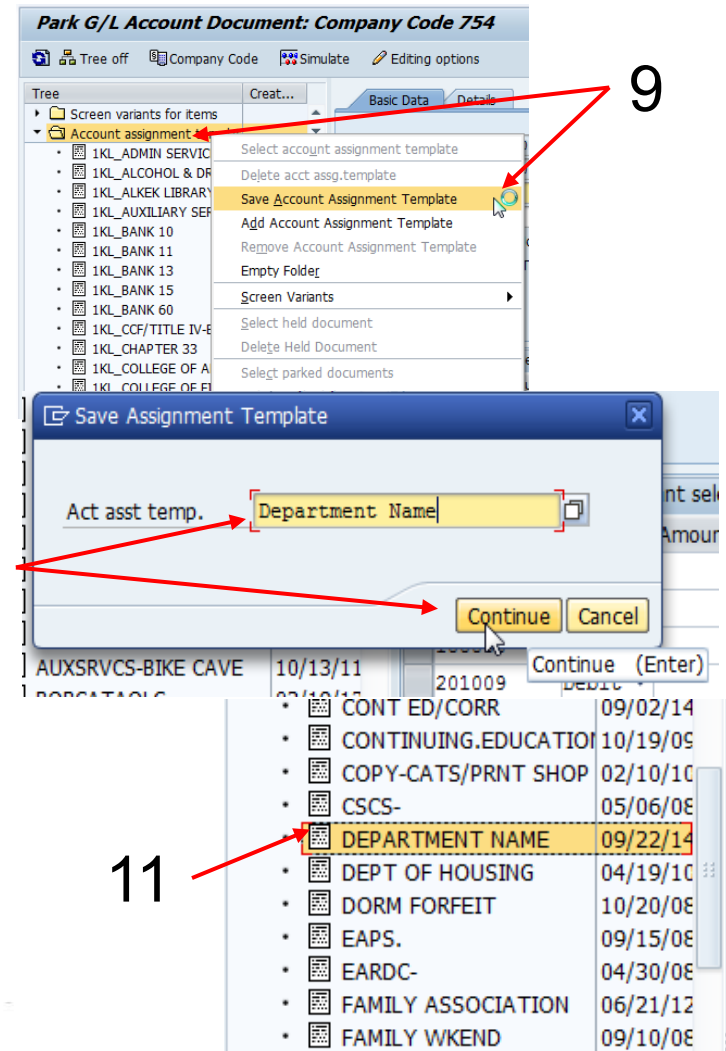 Park G/L Account Document: Company Code 754
Tree off Company Code Simulate Editing options
9
Tree Creat... Basic Data Details
Screen variants for items
Account assignment
1KL_ADMIN SERVIC
1KL_ALCOHOL & DR
1KL_ALKEK LIBRARY
1KL_AUXILIARY SER
1KL_BANK 10
1KL_BANK 11
1KL_BANK 13
1KL_BANK 15
1KL_BANK 60
1KL_CCF/TITLE IV-E
1KL_CHAPTER 33
1KL_COLLEGE OF A
1KL_COLLEGE OF
Select account assignment template
Delete acct assg.template
Save Account Assignment Template
Add Account Assignment Template
Remove Account Assignment Template
Empty Folder
Screen Variants
Select held document
Delete Held Document
Select parked documents
Save Assignment Template
Act asst temp. Department Name
Continue Cancel
Continue (Enter)
nt sel
Amour
AUXSRVCS-BIKE CAVE 10/13/11
201009 Debit
CONT ED/CORR 09/02/14
CONTINUING.EDUCATION 10/19/09
COPY-CATS/PRNT SHOP 02/10/10
CSCS- 05/06/08
DEPARTMENT NAME 09/22/14
11
DEPT OF HOUSING 04/19/10
DORM FORFEIT 10/20/08
EAPS. 09/15/08
EARDC- 04/30/08
FAMILY ASSOCIATION 06/21/12
FAMILY WKEND 09/10/08